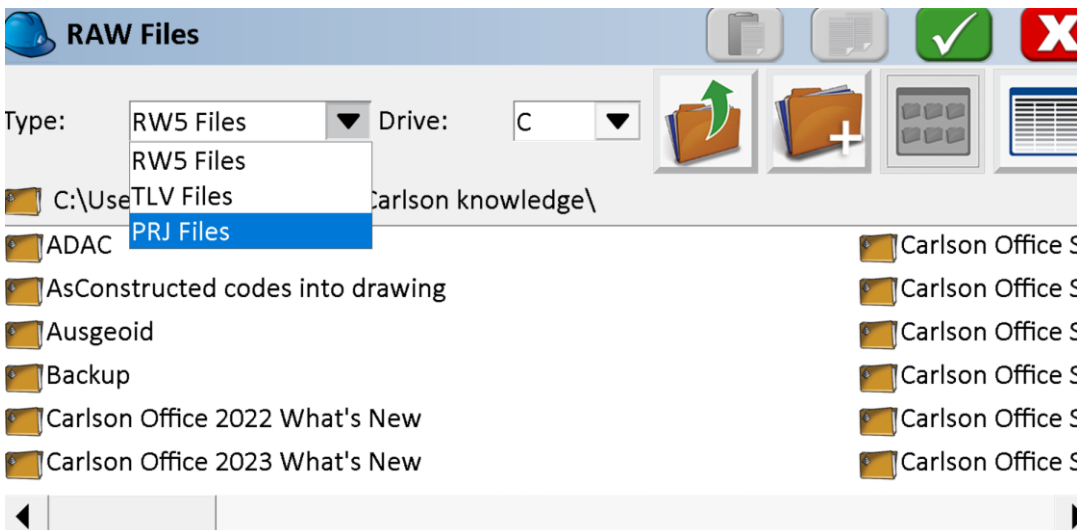 RAW Files
Type: RW5 Files Drive: C
RW5 Files
TLV Files
PRJ Files
C:\Use Carlson knowledge\
ADAC
AsConstructed codes into drawing
Ausgeoid
Backup
Carlson Office 2022 What's New
Carlson Office 2023 What's New
Carlson Office S
Carlson Office S
Carlson Office S
Carlson Office S
Carlson Office S
Carlson Office S